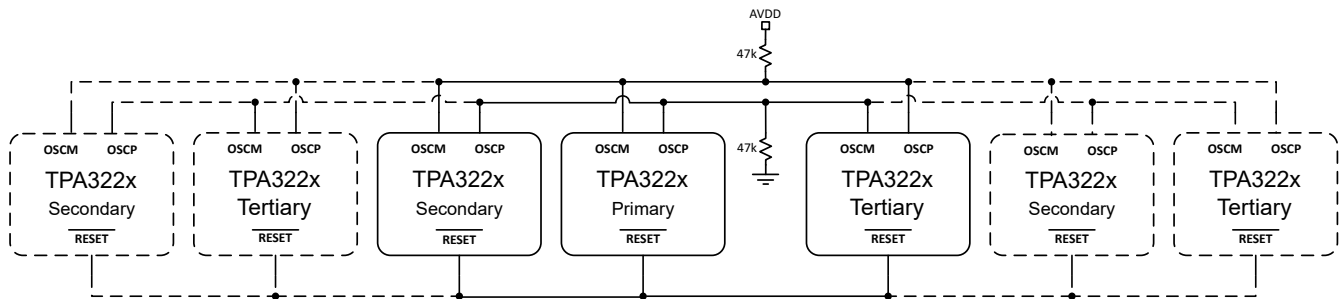 AVDD
47k
47k
OSCM OSCP OSCM OSCP OSCM OSCP OSCM OSCP OSCM OSCP OSCM OSCP OSCM OSCP
TPA322x TPA322x TPA322x TPA322x TPA322x TPA322x TPA322x
Secondary Tertiary Secondary Primary Tertiary Secondary Tertiary
RESET RESET RESET RESET RESET RESET RESET